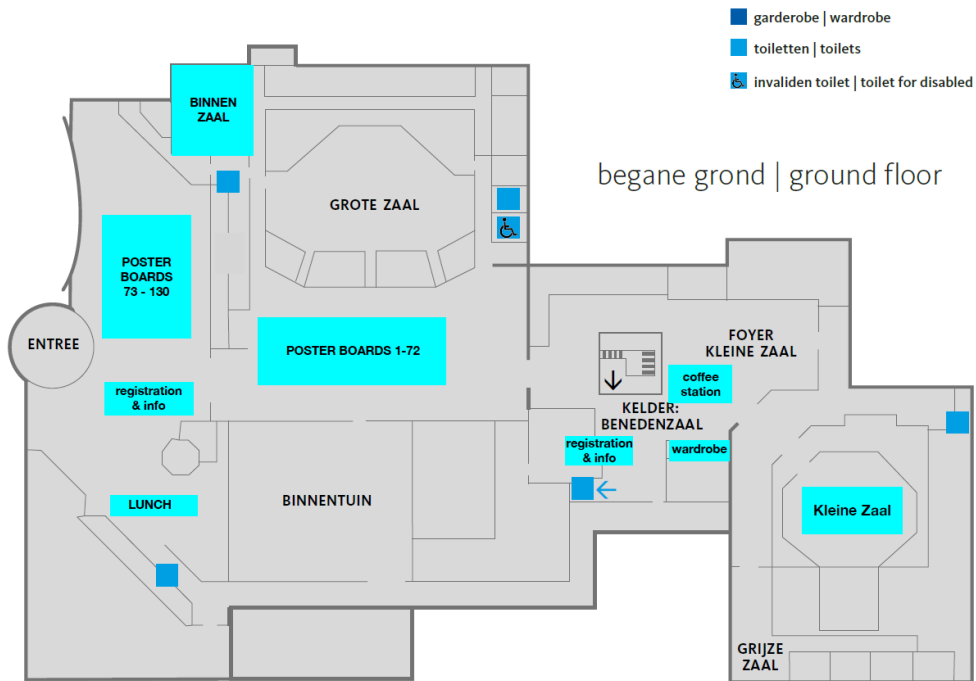 garderobe | wardrobe
toiletten | toilets
invaliden toilet | toilet for disabled
begane grond | ground floor
BINNEN
ZAAL
GROTE ZAAL
POSTER
BOARDS
73 - 130
ENTREE
POSTER BOARDS 1-72
FOYER
KLEINE ZAAL
coffee
station
registration
& info
KELDER:
BENEDENZAAL
registration
& info
wardrobe
LUNCH
BINNENTUIN
Kleine Zaal
GRIJZE
ZAAL